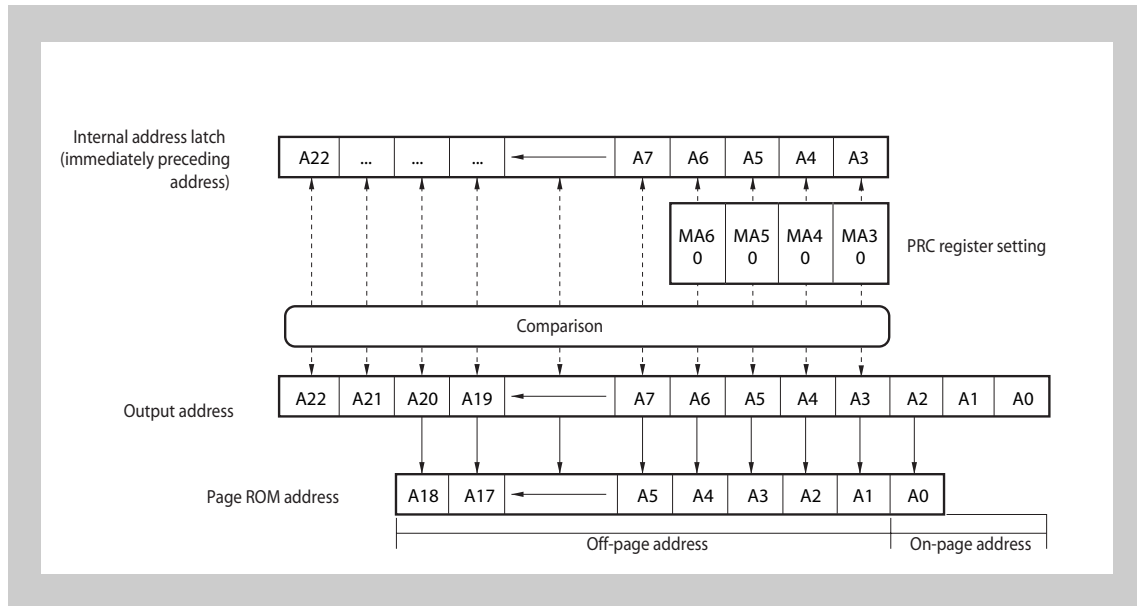 Internal address latch
(immediately preceding
address)
A22 ... ... ... A7 A6 A5 A4 A3
MA6 MA5 MA4 MA3
0 0 0 0
PRC register setting
Comparison
Output address
A22 A21 A20 A19 A7 A6 A5 A4 A3 A2 A1 A0
Page ROM address
A18 A17 A5 A4 A3 A2 A1 A0
Off-page address On-page address